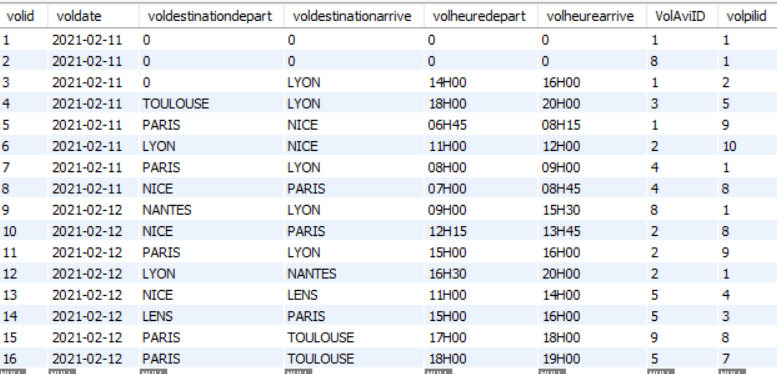 volid voldate voldestinationdepart voldestinationarrive volheuredepart volheurearrive VolAviID volpilid
1 2021-02-11 0 0 0 0 1 1
2 2021-02-11 0 0 0 0 8 1
3 2021-02-11 0 LYON 14H00 16H00 1 2
4 2021-02-11 TOULOUSE LYON 18H00 20H00 3 5
5 2021-02-11 PARIS NICE 06H45 08H15 1 9
6 2021-02-11 LYON NICE 11H00 12H00 2 10
7 2021-02-11 PARIS LYON 08H00 09H00 4 1
8 2021-02-11 NICE PARIS 07H00 08H45 4 8
9 2021-02-12 NANTES LYON 09H00 15H30 8 1
10 2021-02-12 NICE PARIS 12H15 13H45 2 8
11 2021-02-12 PARIS LYON 15H00 16H00 2 9
12 2021-02-12 LYON NANTES 16H30 20H00 2 1
13 2021-02-12 NICE LENS 11H00 14H00 5 4
14 2021-02-12 LENS PARIS 15H00 16H00 5 3
15 2021-02-12 PARIS TOULOUSE 17H00 18H00 9 8
16 2021-02-12 PARIS TOULOUSE 18H00 19H00 5 7